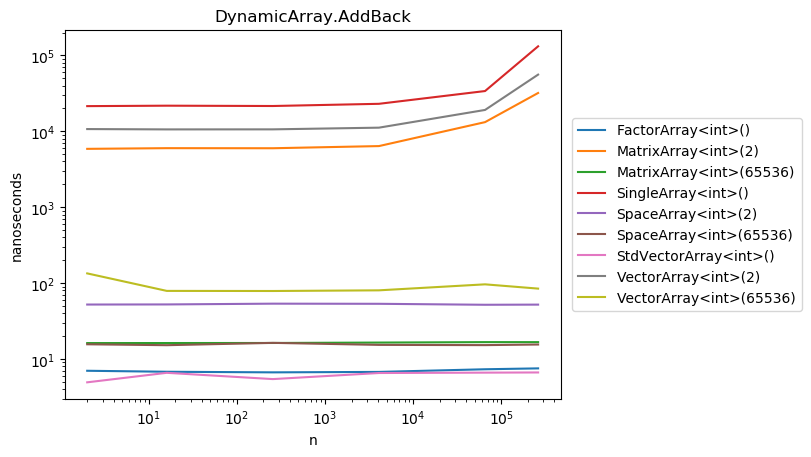 DynamicArray.AddBack
10^5
10^4
10^3
10^2
10^1
nanoseconds
10^1
10^2
10^3
10^4
10^5
n
FactorArray<int>()
MatrixArray<int>(2)
MatrixArray<int>(65536)
SingleArray<int>()
SpaceArray<int>(2)
SpaceArray<int>(65536)
StdVectorArray<int>()
VectorArray<int>(2)
VectorArray<int>(65536)